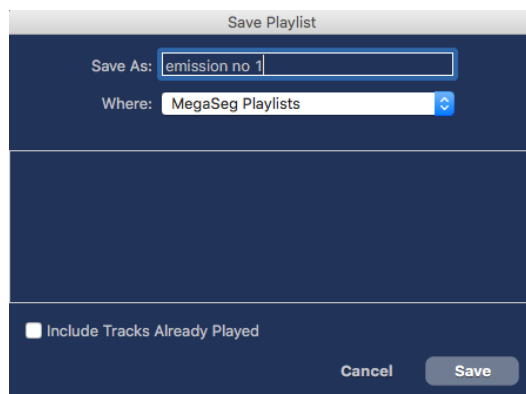 Save Playlist
Save As: emission no 1
Where: MegaSeg Playlists
Include Tracks Already Played
Cancel Save